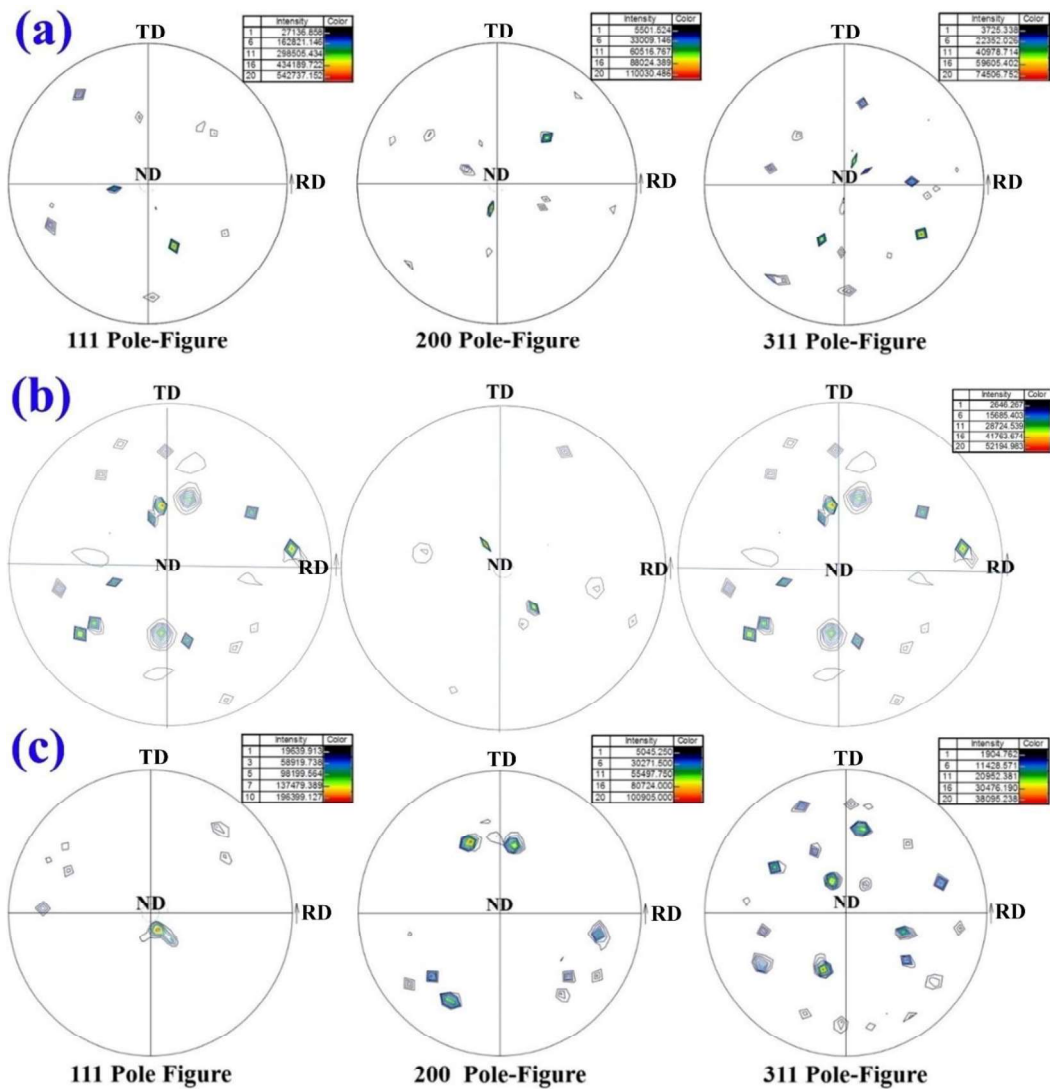 (a)
Intensity Color
1 27136.858
6 162821.146
11 298505.434
16 434189.722
20 542737.152
Intensity Color
1 5501.524
6 33009.146
11 60516.767
16 88024.389
20 110030.486
Intensity Color
1 3725.338
6 22352.026
11 40978.714
16 59605.402
20 74506.752
TD
TD
TD
ND
RD
ND
RD
ND
RD
111 Pole-Figure
200 Pole-Figure
311 Pole-Figure
(b)
TD
TD
TD
Intensity Color
1 2646.267
6 15685.403
11 28724.539
16 41763.674
20 52194.983
ND
RD
ND
RD
ND
RD
(c)
Intensity Color
1 19639.913
3 58919.738
5 98199.564
7 137479.389
10 196399.127
Intensity Color
1 5045.250
6 30271.500
11 55497.750
16 80724.000
20 100905.000
Intensity Color
1 1904.762
6 11428.571
11 20952.381
16 30476.190
20 38095.238
TD
TD
TD
ND
RD
ND
RD
ND
RD
111 Pole Figure
200 Pole-Figure
311 Pole-Figure